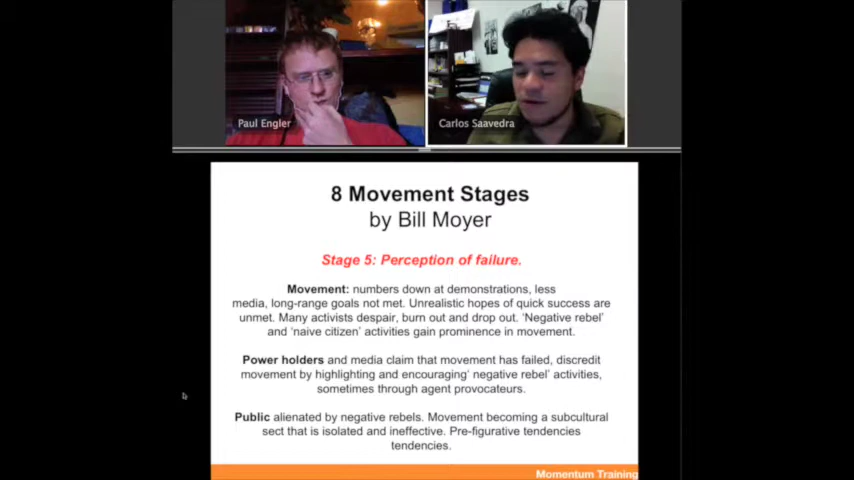 Paul Engler
Carlos Saavedra
8 Movement Stages
by Bill Moyer
Stage 5: Perception of failure.
Movement: numbers down at demonstrations, less
media, long-range goals not met. Unrealistic hopes of quick success are
unmet. Many activists despair, burn out and drop out. 'Negative rebel'
and 'naive citizen' activities gain prominence in movement.
Power holders and media claim that movement has failed, discredit
movement by highlighting and encouraging' negative rebel' activities,
sometimes through agent provocateurs.
Public alienated by negative rebels. Movement becoming a subcultural
sect that is isolated and ineffective. Pre-figurative tendencies
tendencies.
Momentum Training